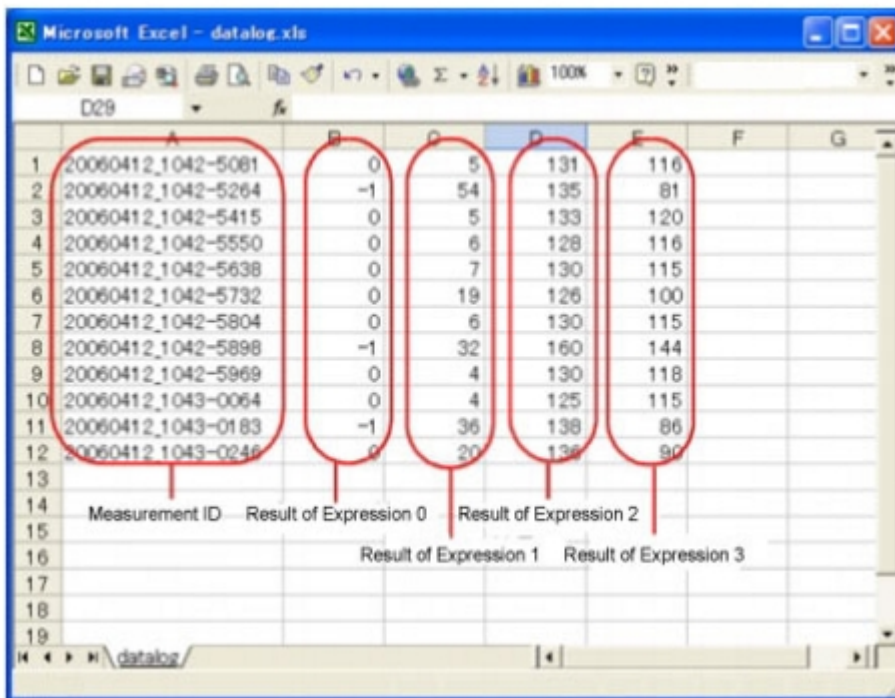 Microsoft Excel - datalog.xls
100%
D29 fx
A B C D E F G
1 20060412_1042-5081 0 5 131 116
2 20060412_1042-5264 -1 54 135 81
3 20060412_1042-5415 0 5 133 120
4 20060412_1042-5550 0 6 128 116
5 20060412_1042-5638 0 7 130 115
6 20060412_1042-5732 0 19 126 100
7 20060412_1042-5804 0 6 130 115
8 20060412_1042-5898 -1 32 160 144
9 20060412_1042-5969 0 4 130 118
10 20060412_1043-0064 0 4 125 115
11 20060412_1043-0183 -1 36 138 86
12 20060412_1043-0246 0 20 136 90
13
14
Measurement ID Result of Expression 0 Result of Expression 2
15
Result of Expression 1 Result of Expression 3
16
17
18
19
datalog